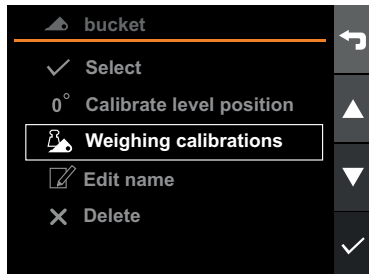 bucket
Select
0° Calibrate level position
Weighing calibrations
Edit name
Delete